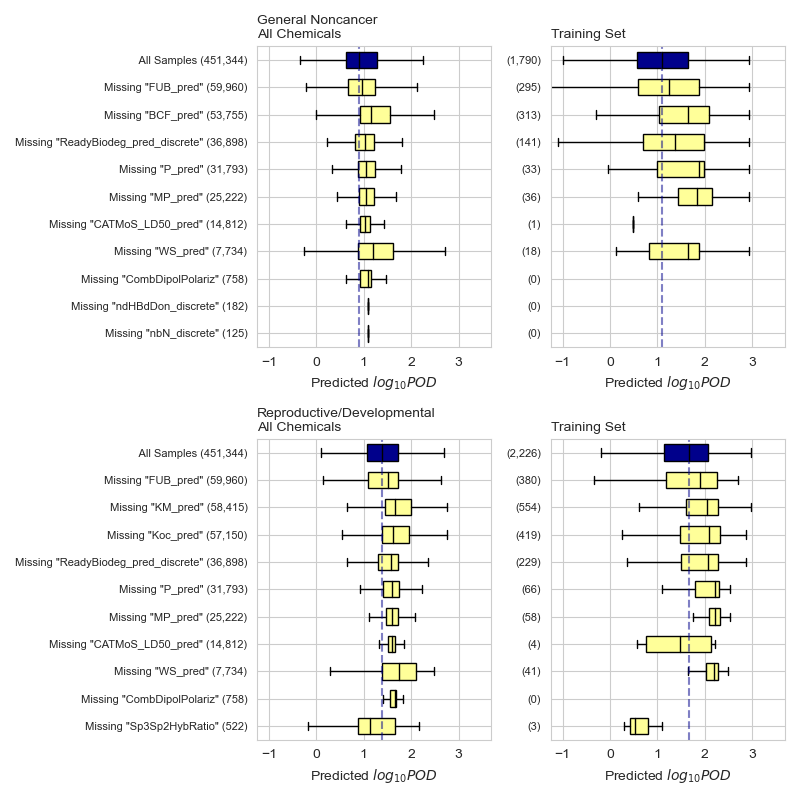 General Noncancer
All Chemicals
Training Set
All Samples (451,344)
(1,790)
Missing "FUB_pred" (59,960)
(295)
Missing "BCF_pred" (53,755)
(313)
Missing "ReadyBiodeg_pred_discrete" (36,898)
(141)
Missing "P_pred" (31,793)
(33)
Missing "MP_pred" (25,222)
(36)
Missing "CATMoS_LD50_pred" (14,812)
(1)
Missing "WS_pred" (7,734)
(18)
Missing "CombDipolPolariz" (758)
(0)
Missing "ndHBdDon_discrete" (182)
(0)
Missing "nbN_discrete" (125)
(0)
−1 0 1 2 3
−1 0 1 2 3
Predicted log10POD
Predicted log10POD
Reproductive/Developmental
All Chemicals
Training Set
All Samples (451,344)
(2,226)
Missing "FUB_pred" (59,960)
(380)
Missing "KM_pred" (58,415)
(554)
Missing "Koc_pred" (57,150)
(419)
Missing "ReadyBiodeg_pred_discrete" (36,898)
(229)
Missing "P_pred" (31,793)
(66)
Missing "MP_pred" (25,222)
(58)
Missing "CATMoS_LD50_pred" (14,812)
(4)
Missing "WS_pred" (7,734)
(41)
Missing "CombDipolPolariz" (758)
(0)
Missing "Sp3Sp2HybRatio" (522)
(3)
−1 0 1 2 3
−1 0 1 2 3
Predicted log10POD
Predicted log10POD